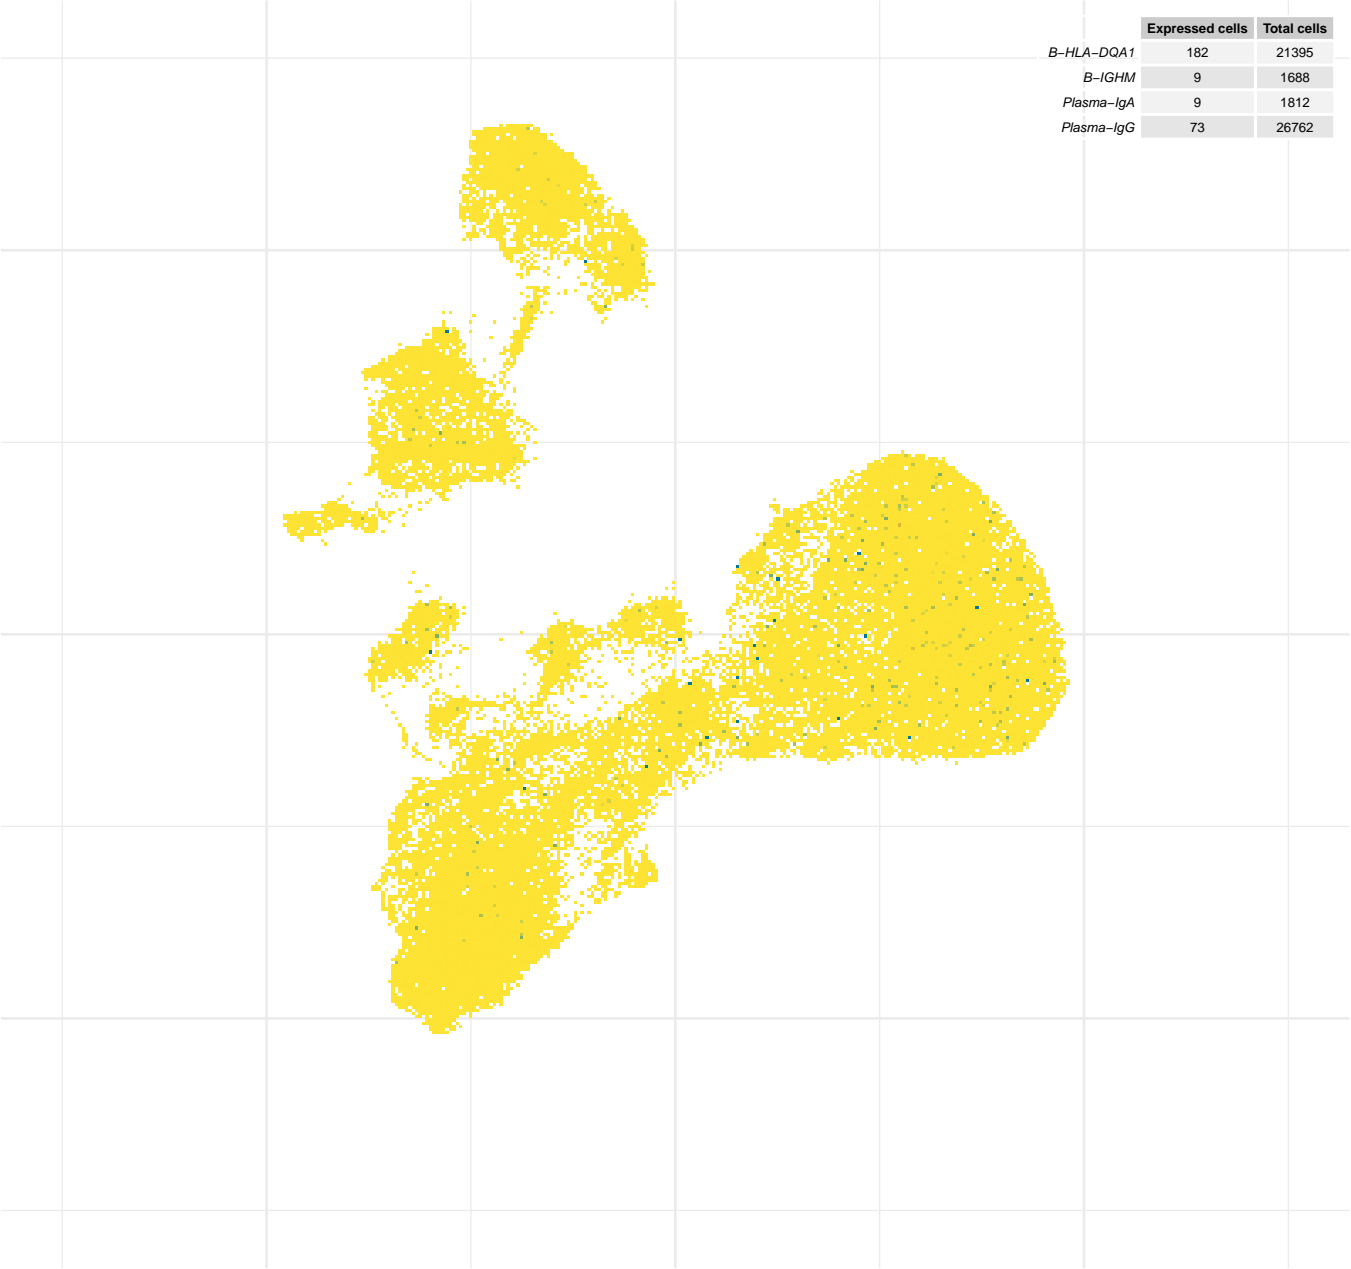 Expressed cells Total cells
B−HLA−DQA1 182 21395
B−IGHM 9 1688
Plasma−IgA 9 1812
Plasma−IgG 73 26762